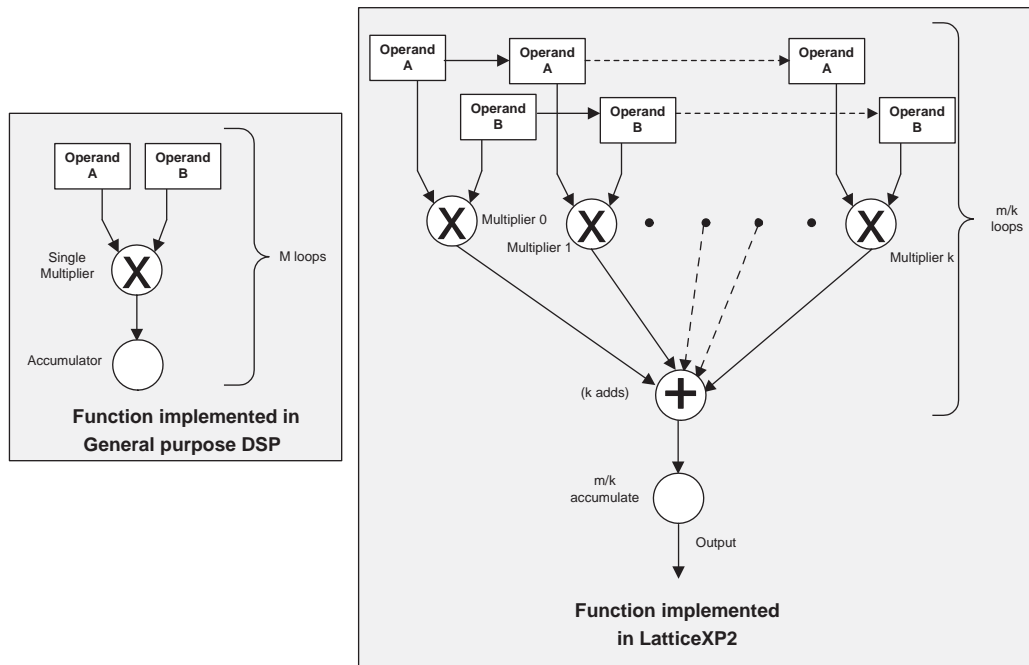 Operand
A
Operand
B
Single
Multiplier
X
M loops
Accumulator
Function implemented in
General purpose DSP
Operand
A
Operand
A
Operand
A
Operand
B
Operand
B
Operand
B
X
Multiplier 0
X
Multiplier 1
X
Multiplier k
m/k
loops
(k adds)
+
m/k
accumulate
Output
Function implemented
in LatticeXP2